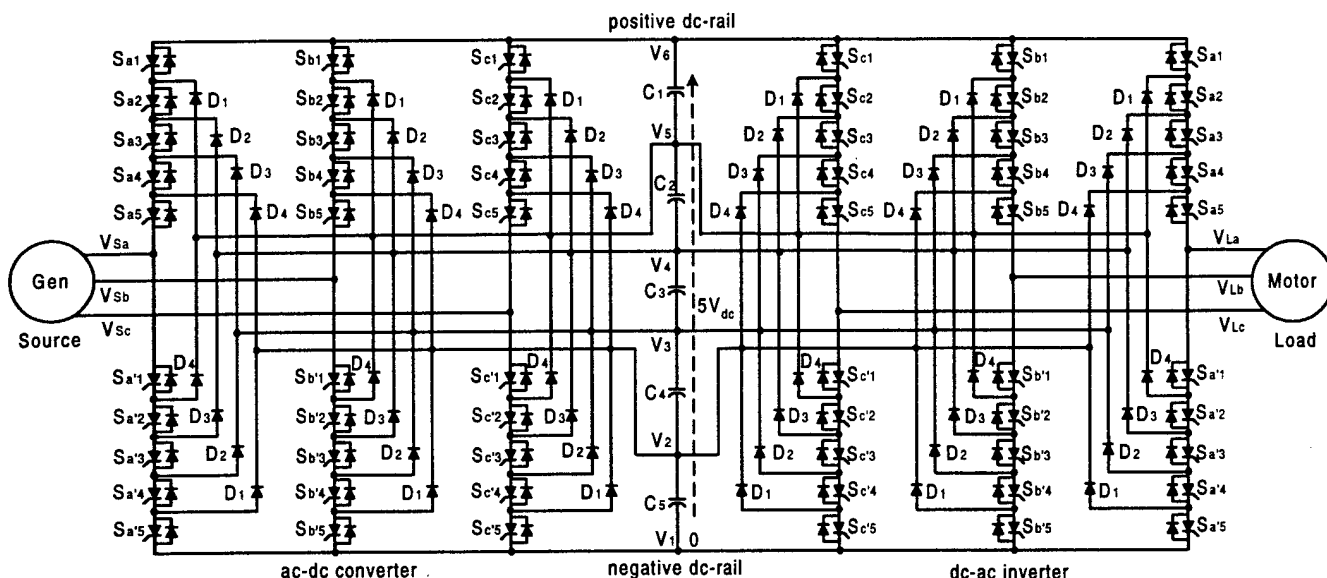 positive dc-rail
Sa1 Sb1 Sc1 V6 Sc1 Sb1 Sa1
Sa2 D1 Sb2 D1 Sc2 D1 C1 D1 Sc2 D1 Sb2 D1 Sa2
Sa3 D2 Sb3 D2 Sc3 D2 V5 D2 Sc3 D2 Sb3 D2 Sa3
Sa4 D3 Sb4 D3 Sc4 D3 C2 D3 Sc4 D3 Sb4 D3 Sa4
Sa5 D4 Sb5 D4 Sc5 D4 D4 Sc5 D4 Sb5 D4 Sa5
VSa V4 VLa
Gen VSb C3 5Vdc VLb Motor
Source VSc V3 VLc Load
Sa'1 D4 Sb'1 D4 Sc'1 D4 C4 D4 Sc'1 D4 Sb'1 D4 Sa'1
Sa'2 D3 Sb'2 D3 Sc'2 D3 D3 Sc'2 D3 Sb'2 D3 Sa'2
Sa'3 D2 Sb'3 D2 Sc'3 D2 V2 D2 Sc'3 D2 Sb'3 D2 Sa'3
Sa'4 D1 Sb'4 D1 Sc'4 D1 C5 D1 Sc'4 D1 Sb'4 D1 Sa'4
Sa'5 Sb'5 Sc'5 V1 0 Sc'5 Sb'5 Sa'5
ac-dc converter negative dc-rail dc-ac inverter